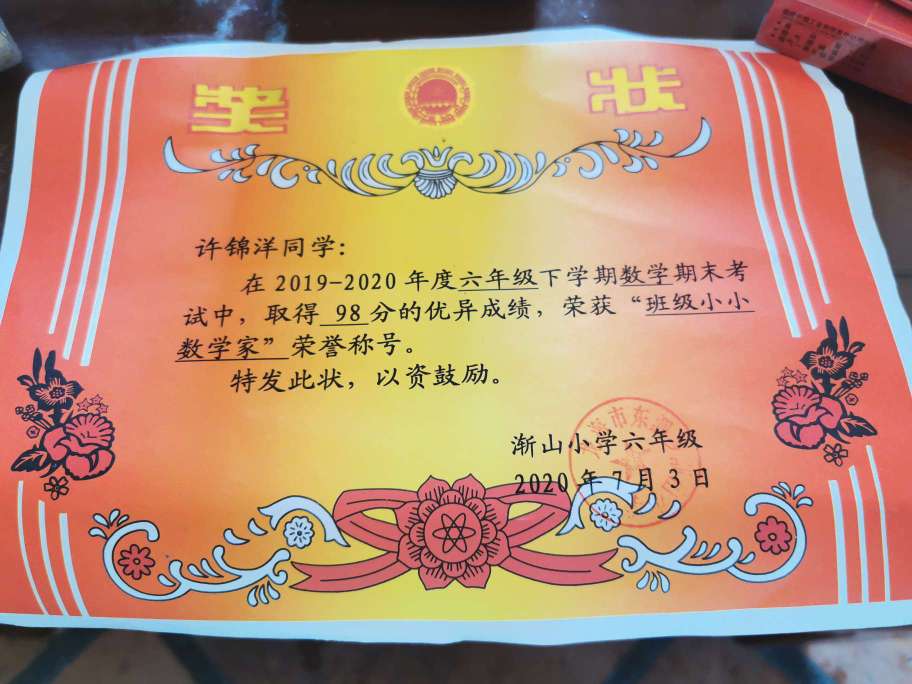 奖状
许锦洋同学：
在2019-2020年度六年级下学期数学期末考
试中，取得 98 分的优异成绩，荣获“班级小小
数学家”荣誉称号。
特发此状，以资鼓励。
渐山小学六年级
2020年7月3日